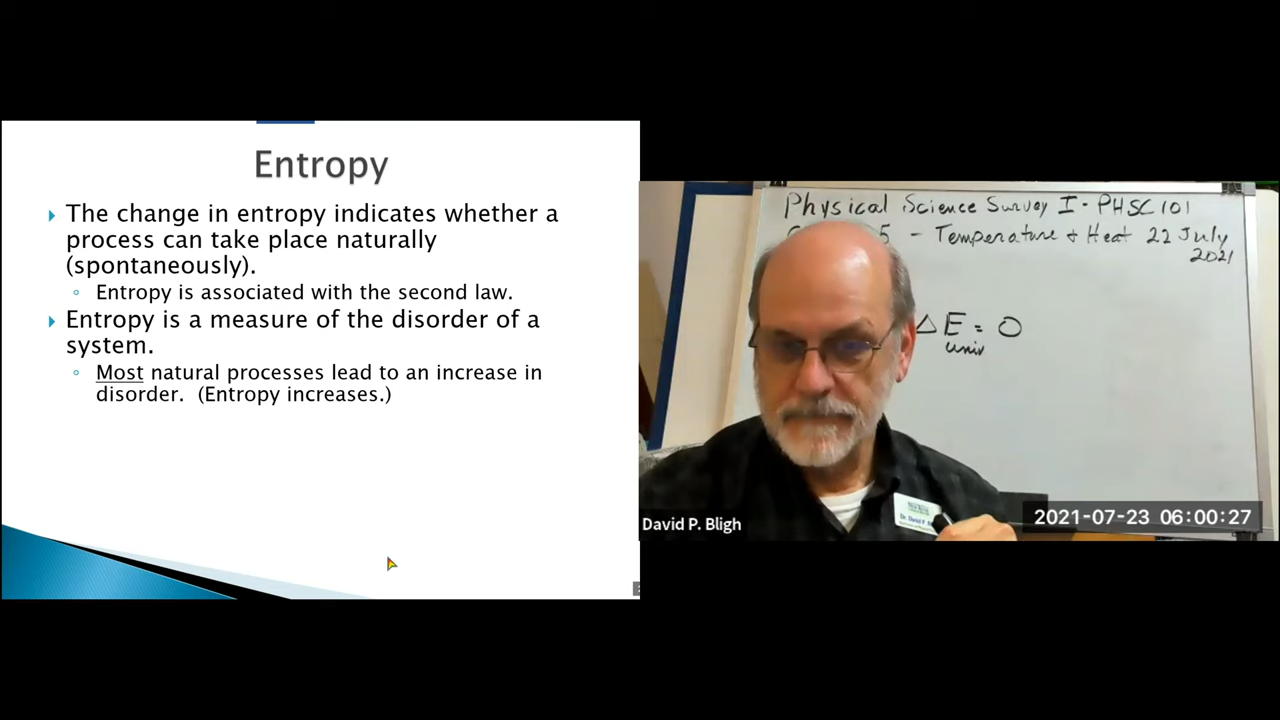 Entropy
The change in entropy indicates whether a
process can take place naturally
(spontaneously).
Entropy is associated with the second law.
Entropy is a measure of the disorder of a
system.
Most natural processes lead to an increase in
disorder. (Entropy increases.)
Physical Science Survey I - PHSC 101
5 - Temperature + Heat 22 July
2021
△ E = 0
univ
Dr. David P.
David P. Bligh
2021-07-23 06:00:27